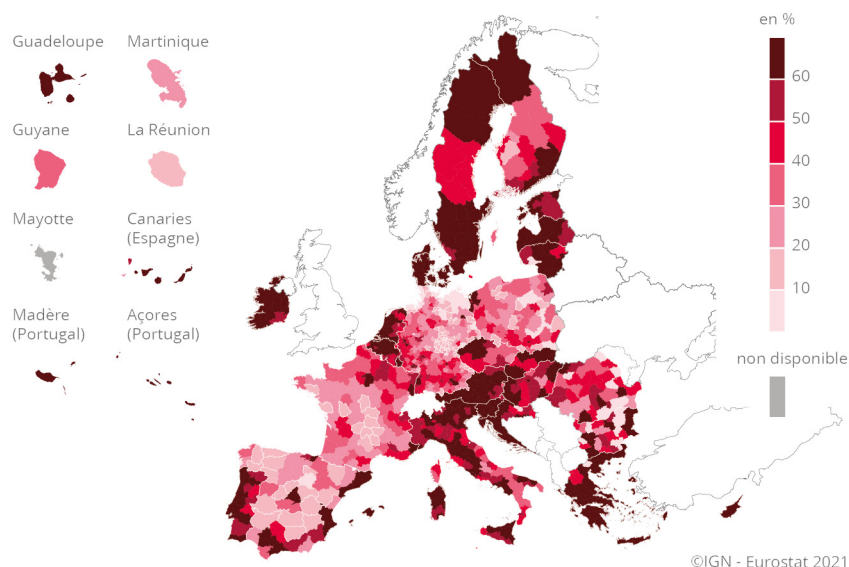 Guadeloupe
Martinique
Guyane
La Réunion
Mayotte
Canaries
(Espagne)
Madère
(Portugal)
Açores
(Portugal)
en %
60
50
40
30
20
10
non disponible
©IGN - Eurostat 2021